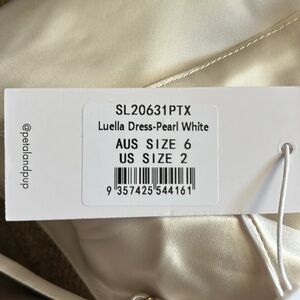 SL20631PTX
Luella Dress-Pearl White
AUS SIZE 6
US SIZE 2
9 357425 544161
@petalandpup